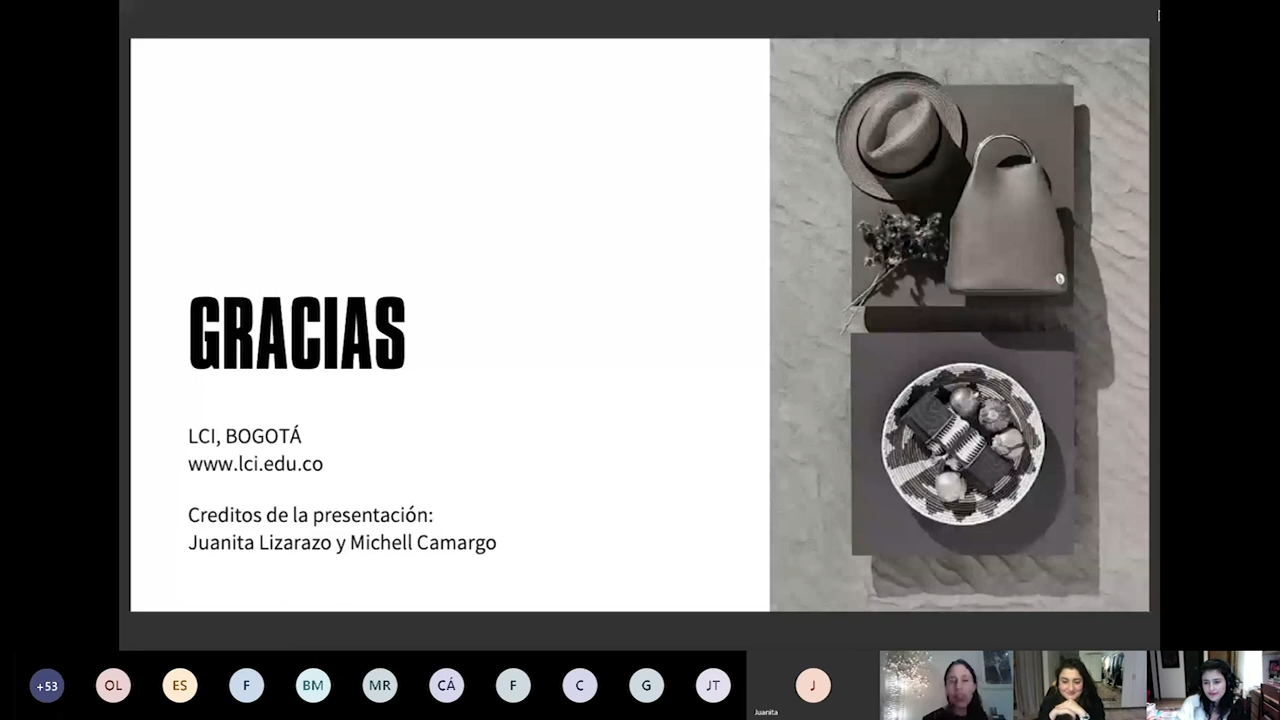 GRACIAS
LCI, BOGOTÁ
www.lci.edu.co
Creditos de la presentación:
Juanita Lizarazo y Michell Camargo
+53
OL
ES
F
BM
MR
CÁ
F
C
G
JT
J
Juanita